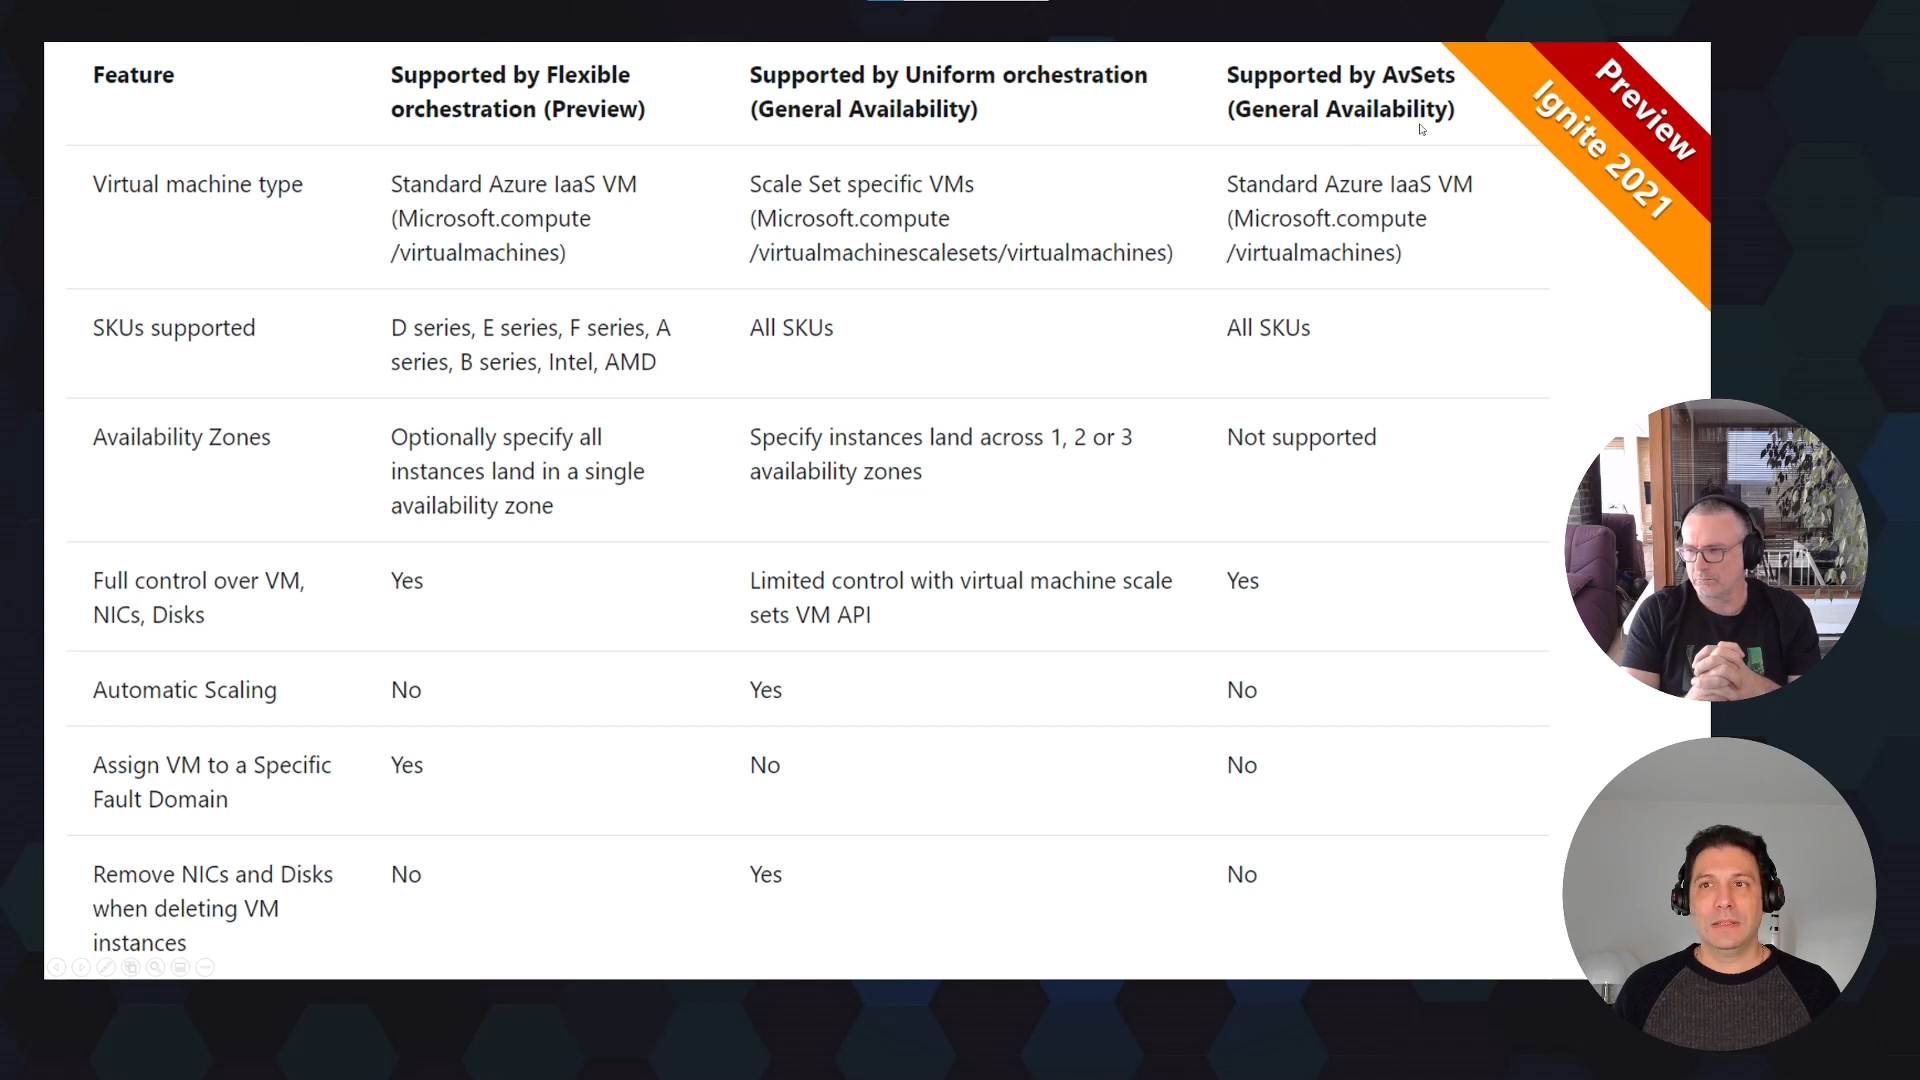 Feature
Supported by Flexible
orchestration (Preview)
Supported by Uniform orchestration
(General Availability)
Supported by AvSets
(General Availability)
Preview
Ignite 2021
Virtual machine type
Standard Azure IaaS VM
(Microsoft.compute
/virtualmachines)
Scale Set specific VMs
(Microsoft.compute
/virtualmachinescalesets/virtualmachines)
Standard Azure IaaS VM
(Microsoft.compute
/virtualmachines)
SKUs supported
D series, E series, F series, A
series, B series, Intel, AMD
All SKUs
All SKUs
Availability Zones
Optionally specify all
instances land in a single
availability zone
Specify instances land across 1, 2 or 3
availability zones
Not supported
Full control over VM,
NICs, Disks
Yes
Limited control with virtual machine scale
sets VM API
Yes
Automatic Scaling
No
Yes
No
Assign VM to a Specific
Fault Domain
Yes
No
No
Remove NICs and Disks
when deleting VM
instances
No
Yes
No